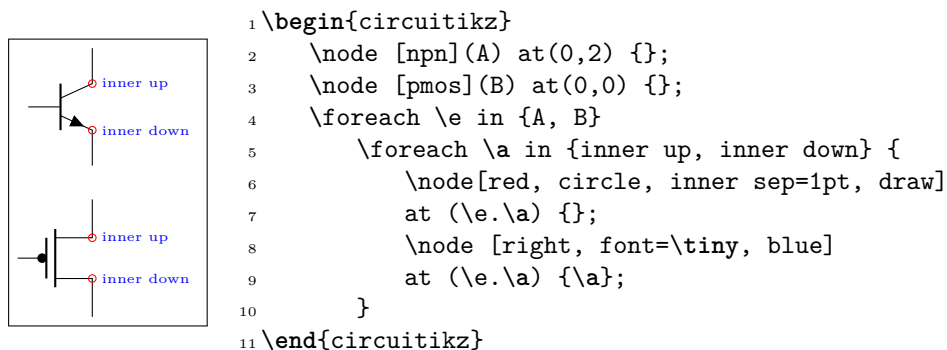 inner up
inner down
inner up
inner down
1 \begin{circuitikz}
2 \node [npn](A) at(0,2) {};
3 \node [pmos](B) at(0,0) {};
4 \foreach \e in {A, B}
5 \foreach \a in {inner up, inner down} {
6 \node[red, circle, inner sep=1pt, draw]
7 at (\e.\a) {};
8 \node [right, font=\tiny, blue]
9 at (\e.\a) {\a};
10 }
11 \end{circuitikz}